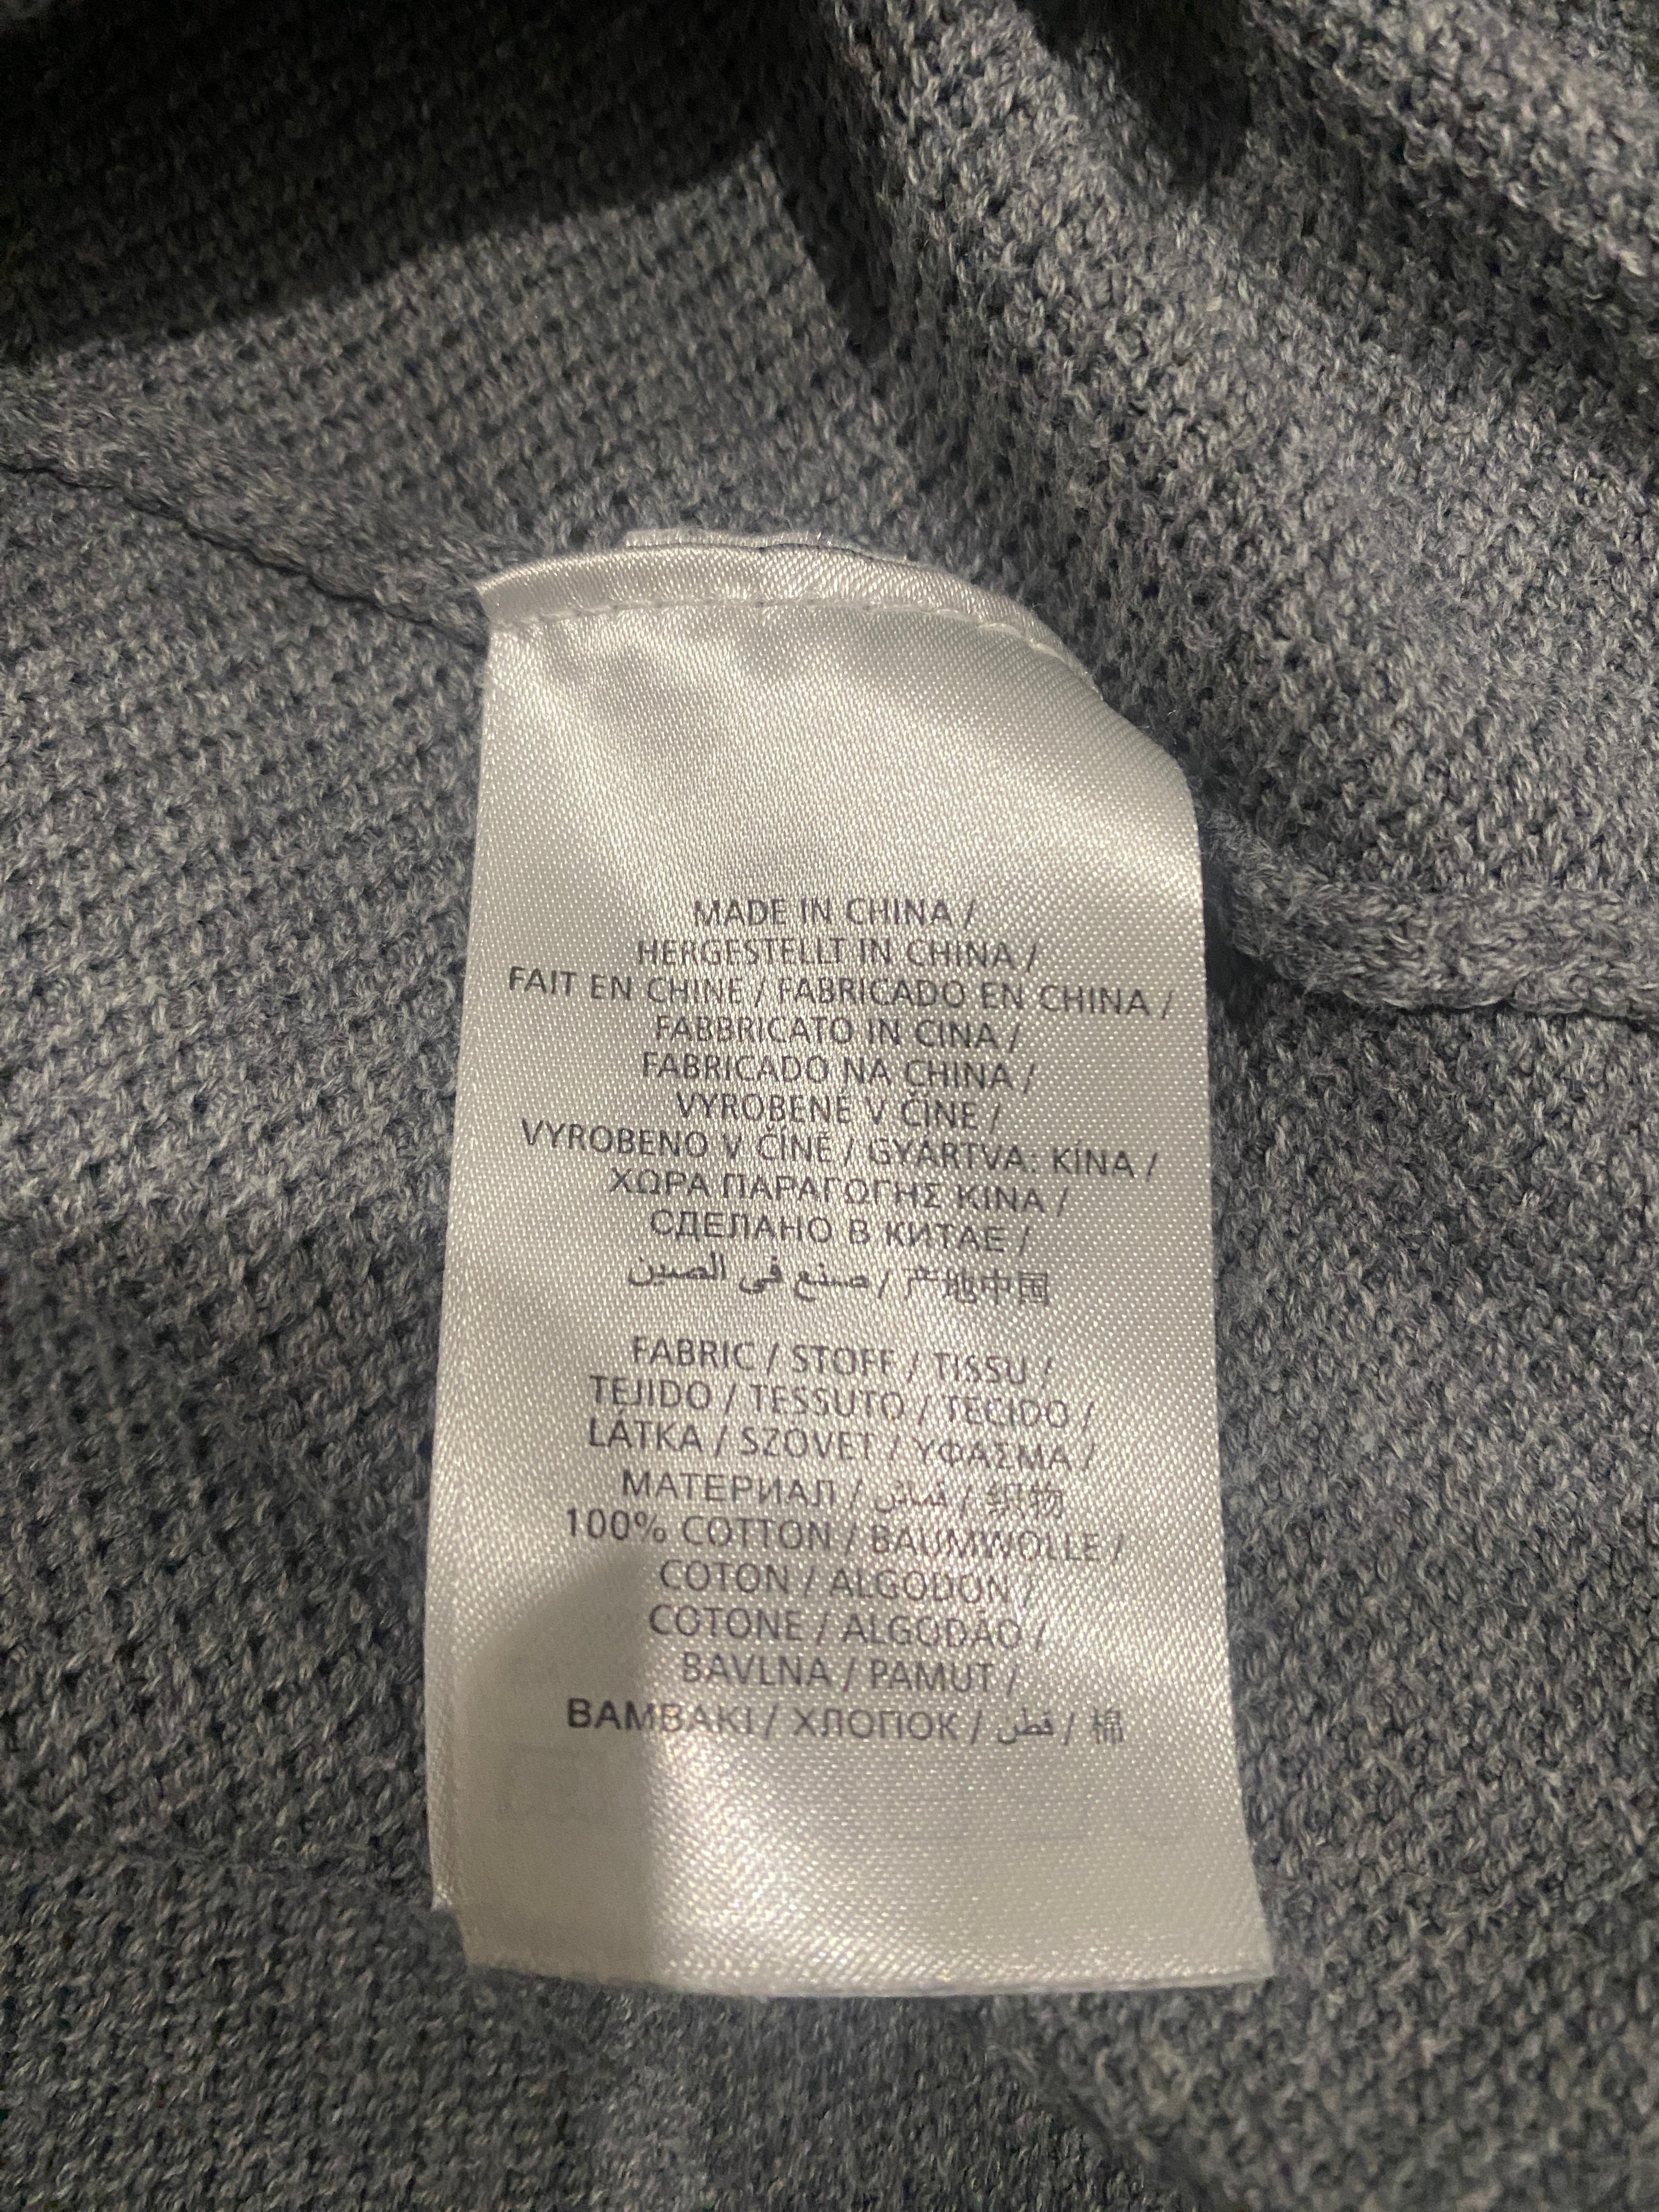 MADE IN CHINA /
HERGESTELLT IN CHINA /
FAIT EN CHINE / FABRICADO EN CHINA /
FABBRICATO IN CINA /
FABRICADO NA CHINA /
VYROBENÉ V ČÍNE /
VYROBENO V ČÍNĚ / GYÁRTVA: KÍNA /
ΧΩΡΑ ΠΑΡΑΓΩΓΗΣ ΚΙΝΑ /
СДЕЛАНО В КИТАЕ /
صنع في الصين / 产地中国
FABRIC / STOFF / TISSU /
TEJIDO / TESSUTO / TECIDO /
LÁTKA / SZÖVET / ΥΦΑΣΜΑ /
МАТЕРИАЛ / قماش / 织物
100% COTTON / BAUMWOLLE /
COTON / ALGODÓN /
COTONE / ALGODÃO /
BAVLNA / PAMUT /
ΒΑΜΒΑΚΙ / ХЛОПОК / قطن / 棉